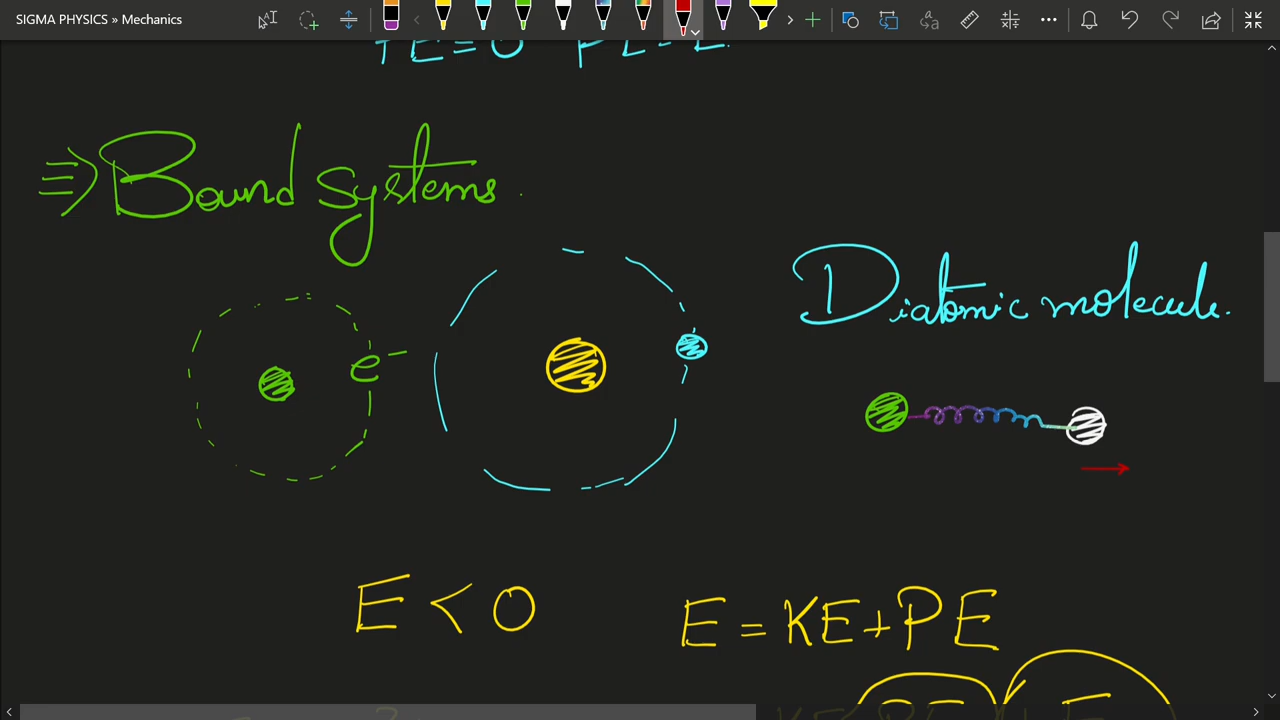 SIGMA PHYSICS » Mechanics
⇒ Bound systems.
Diatomic molecule.
e⁻
E < 0
E = KE + PE